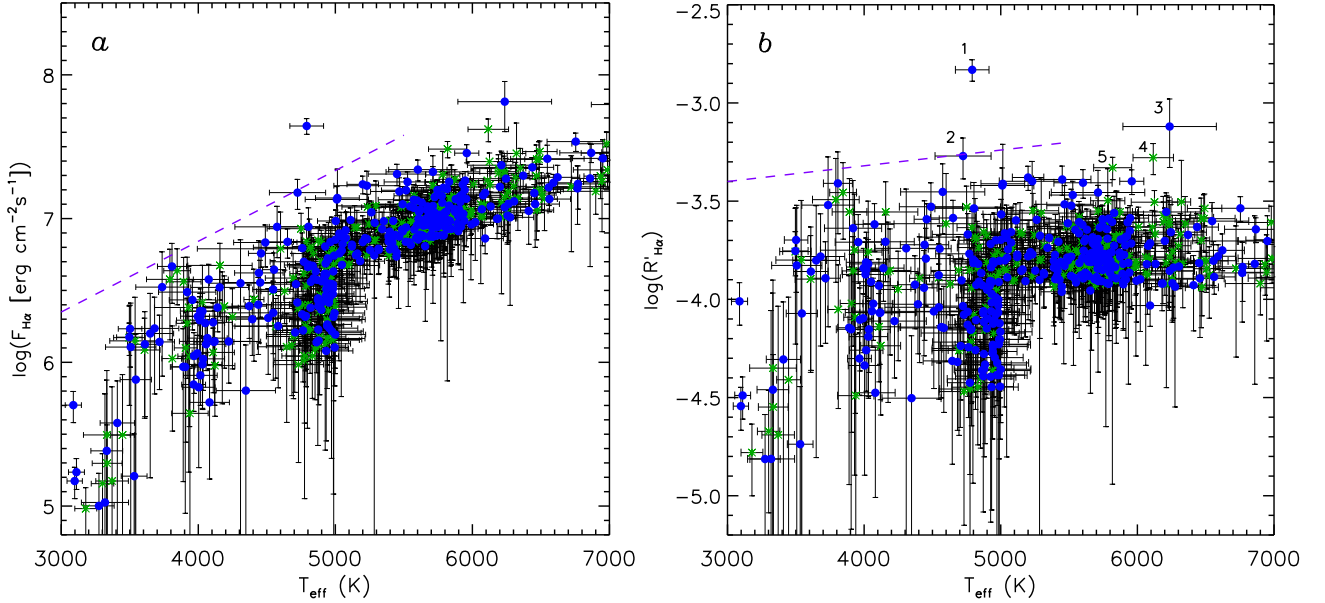 a
log(F_Hα [erg cm⁻²s⁻¹])
8
7
6
5
3000 4000 5000 6000 7000
T_eff (K)
b
log(R'_Hα)
−2.5
−3.0
−3.5
−4.0
−4.5
−5.0
1
2
3
4
5
3000 4000 5000 6000 7000
T_eff (K)